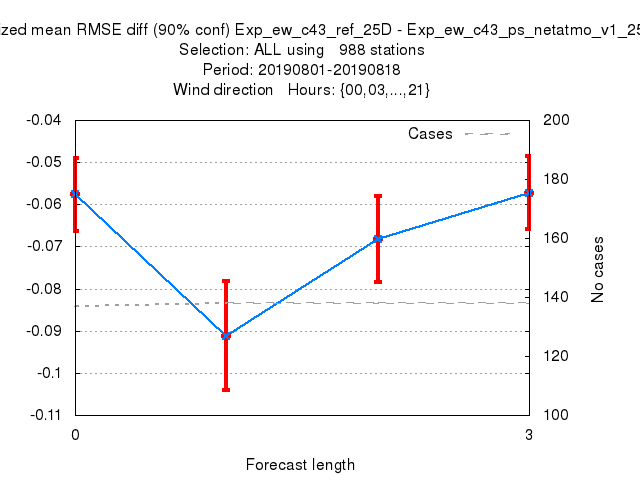 ized mean RMSE diff (90% conf) Exp_ew_c43_ref_25D - Exp_ew_c43_ps_netatmo_v1_25
Selection: ALL using 988 stations
Period: 20190801-20190818
Wind direction Hours: {00,03,...,21}
-0.04
-0.05
-0.06
-0.07
-0.08
-0.09
-0.1
-0.11
Cases
200
180
160
140
120
100
No cases
0
3
Forecast length